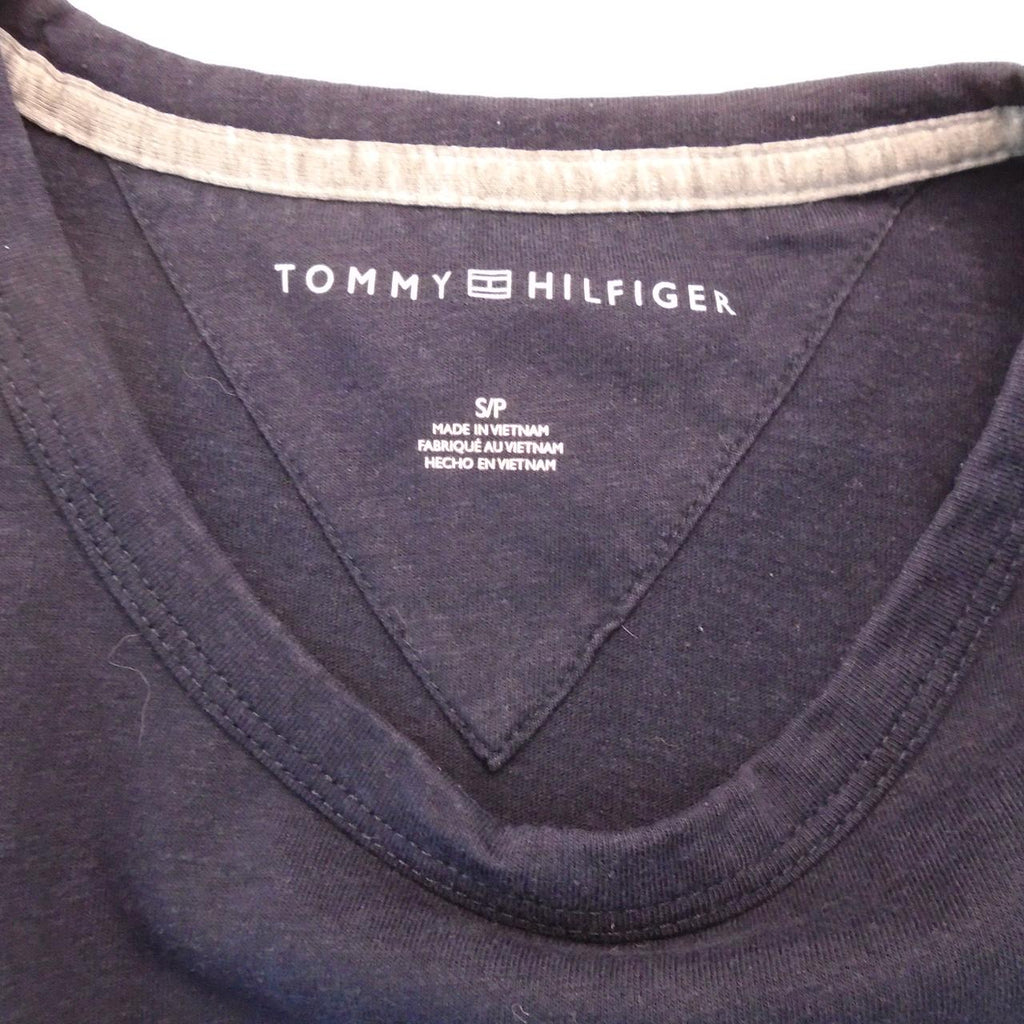 TOMMY HILFIGER
S/P
MADE IN VIETNAM
FABRIQUÉ AU VIETNAM
HECHO EN VIETNAM